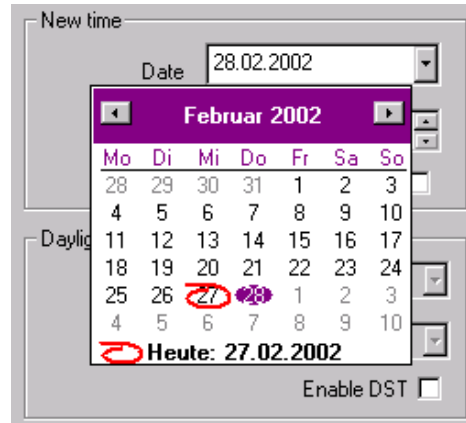 New time
Date 28.02.2002
Februar 2002
Mo Di Mi Do Fr Sa So
28 29 30 31 1 2 3
4 5 6 7 8 9 10
11 12 13 14 15 16 17
18 19 20 21 22 23 24
25 26 27 28 1 2 3
4 5 6 7 8 9 10
Heute: 27.02.2002
Daylig
Enable DST